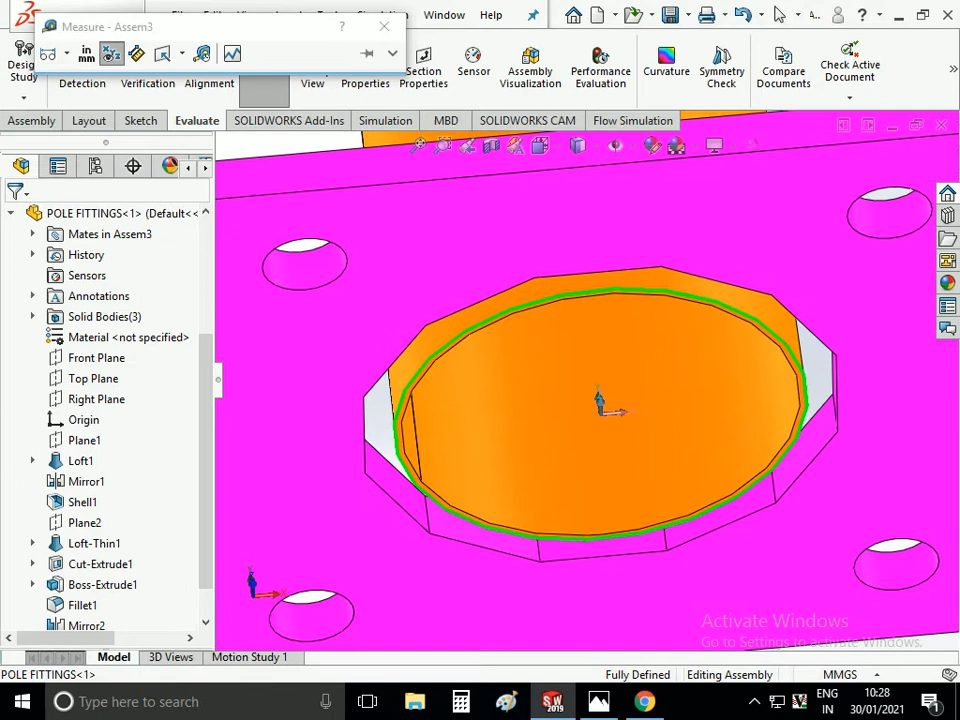 Measure - Assem3
?
Window
Help
a..
?
in
mm
Design
Study
Detection
Verification
Alignment
View
Properties
Section
Properties
Sensor
Assembly
Visualization
Performance
Evaluation
Curvature
Symmetry
Check
Compare
Documents
Check Active
Document
Assembly
Layout
Sketch
Evaluate
SOLIDWORKS Add-Ins
Simulation
MBD
SOLIDWORKS CAM
Flow Simulation
POLE FITTINGS<1> (Default<<
Mates in Assem3
History
Sensors
Annotations
Solid Bodies(3)
Material <not specified>
Front Plane
Top Plane
Right Plane
Origin
Plane1
Loft1
Mirror1
Shell1
Plane2
Loft-Thin1
Cut-Extrude1
Boss-Extrude1
Fillet1
Mirror2
Activate Windows
Go to Settings to activate Windows.
Model
3D Views
Motion Study 1
POLE FITTINGS<1>
Fully Defined
Editing Assembly
MMGS
Type here to search
SW
2019
ENG
IN
10:28
30/01/2021
1